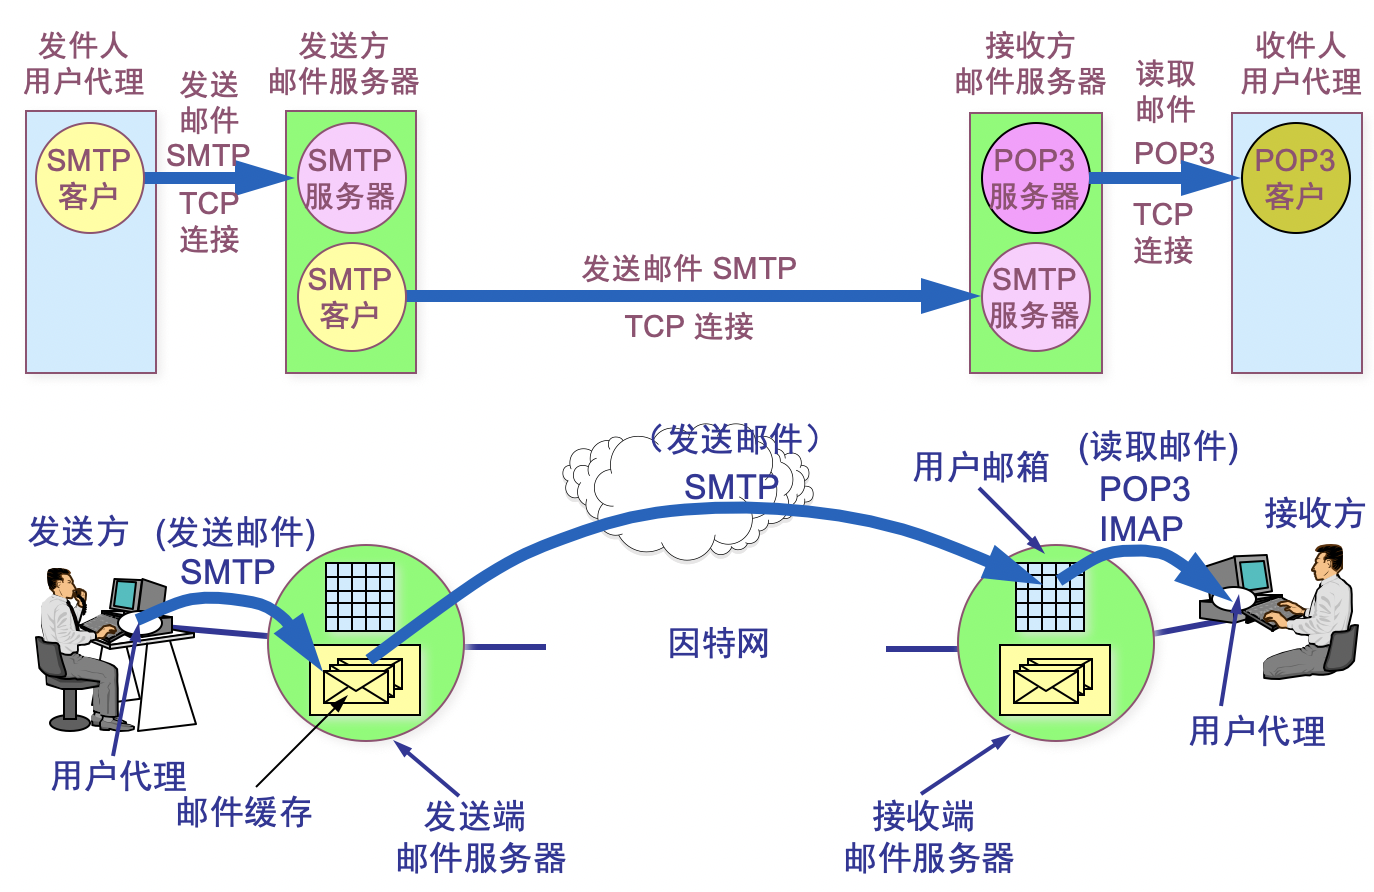 发件人
用户代理
发送
邮件
SMTP
TCP
连接
发送方
邮件服务器
接收方
邮件服务器
读取
邮件
POP3
TCP
连接
收件人
用户代理
SMTP
客户
SMTP
服务器
SMTP
客户
发送邮件 SMTP
TCP 连接
POP3
服务器
SMTP
服务器
POP3
客户
(发送邮件)
SMTP
用户邮箱
(读取邮件)
POP3
IMAP
接收方
发送方
(发送邮件)
SMTP
因特网
用户代理
邮件缓存
发送端
邮件服务器
接收端
邮件服务器
用户代理